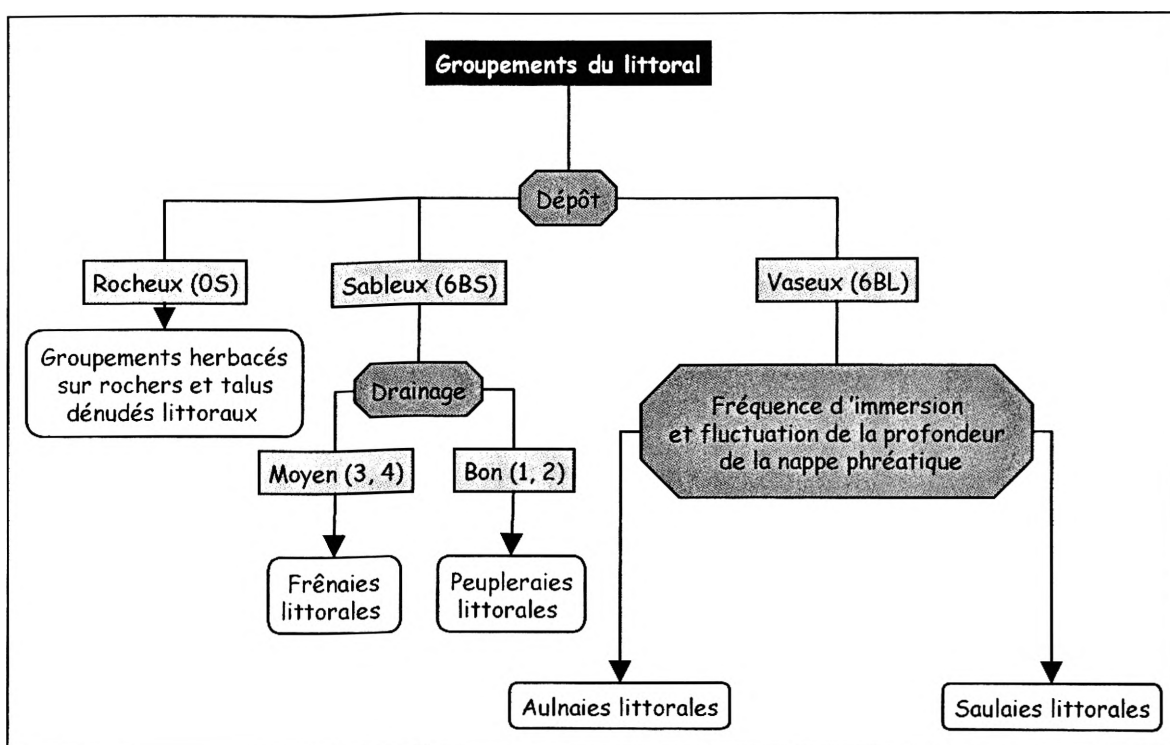 Groupements du littoral
Dépôt
Rocheux (0S)
Sableux (6BS)
Vaseux (6BL)
Groupements herbacés
sur rochers et talus
dénudés littoraux
Drainage
Fréquence d'immersion
et fluctuation de la profondeur
de la nappe phréatique
Moyen (3, 4)
Bon (1, 2)
Frênaies
littorales
Peupleraies
littorales
Aulnaies littorales
Saulaies littorales